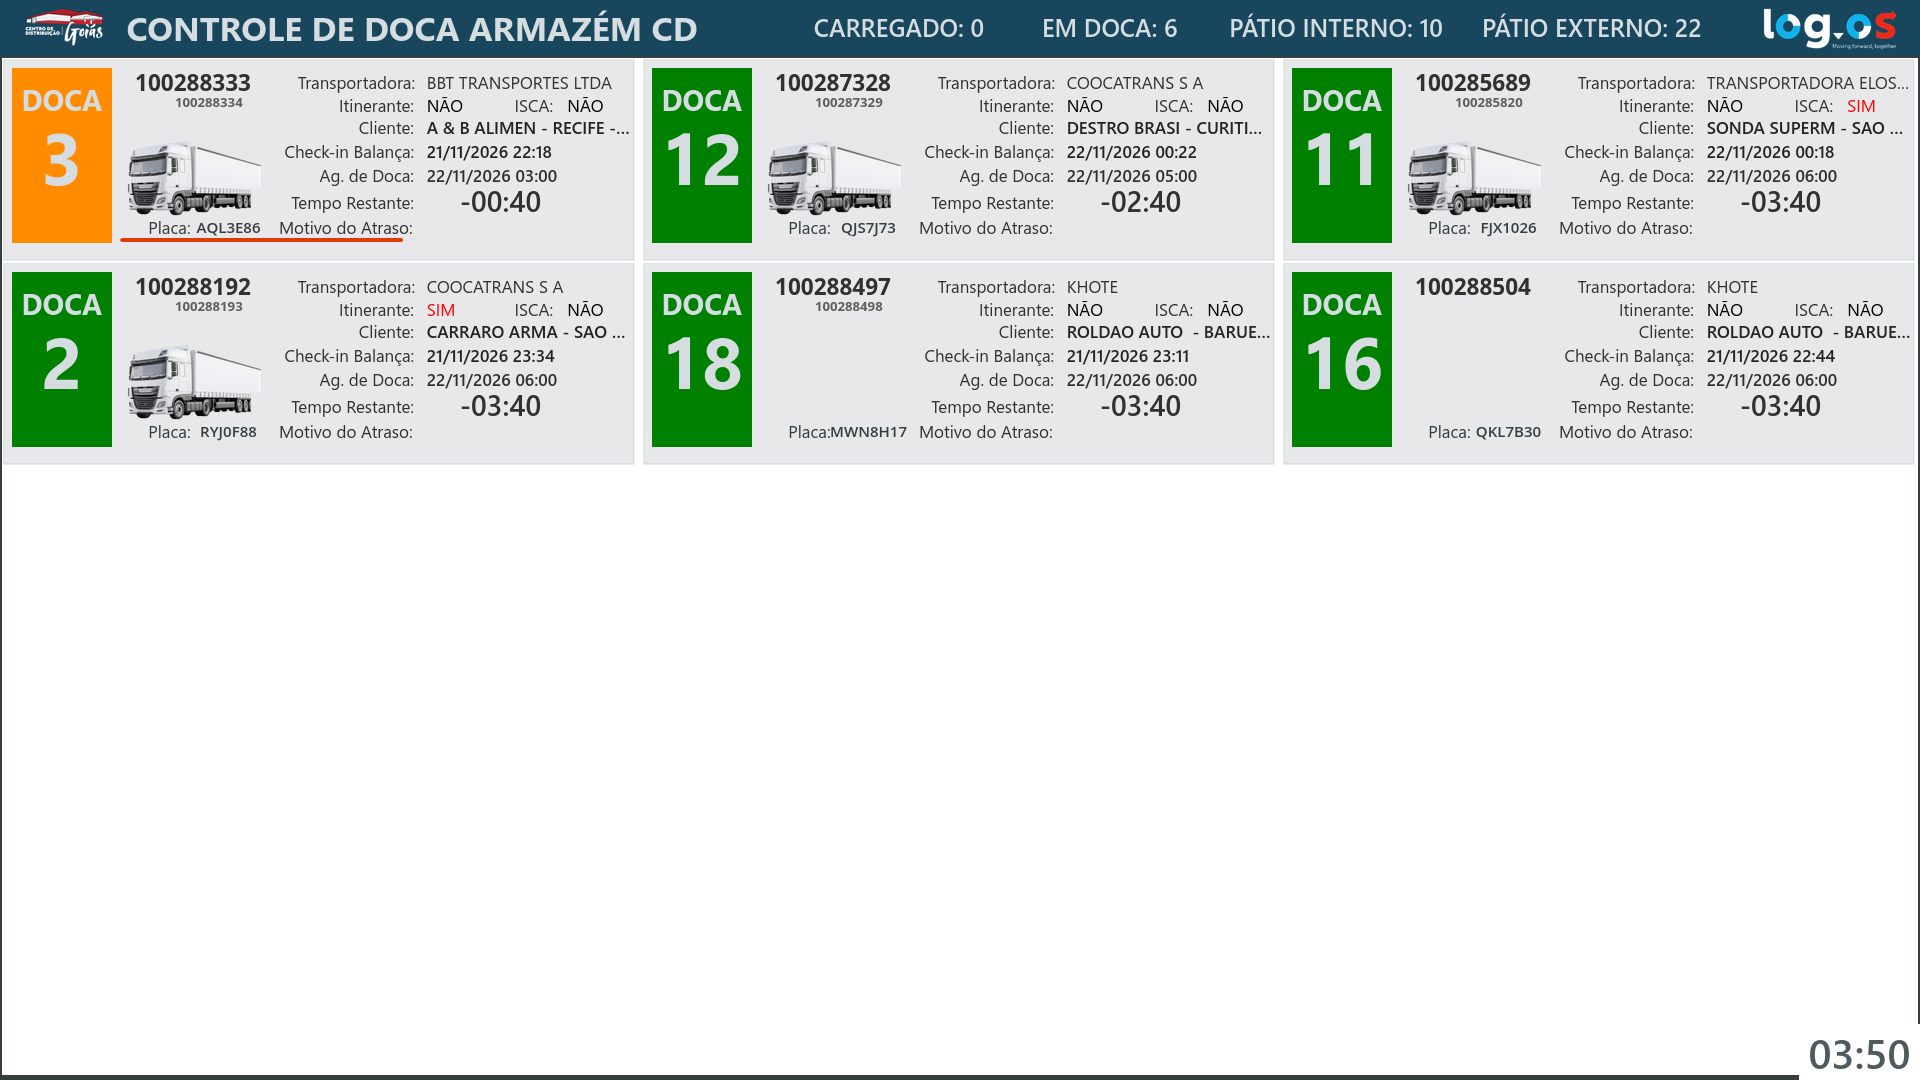 CENTRO DE DISTRIBUIÇÃO Goiás
CONTROLE DE DOCA ARMAZÉM CD
CARREGADO: 0
EM DOCA: 6
PÁTIO INTERNO: 10
PÁTIO EXTERNO: 22
log.os
Moving forward, together
DOCA
3
100288333
100288334
Placa: AQL3E86
Transportadora: BBT TRANSPORTES LTDA
Itinerante: NÃO ISCA: NÃO
Cliente: A & B ALIMEN - RECIFE -...
Check-in Balança: 21/11/2026 22:18
Ag. de Doca: 22/11/2026 03:00
Tempo Restante: -00:40
Motivo do Atraso:
DOCA
12
100287328
100287329
Placa: QJS7J73
Transportadora: COOCATRANS S A
Itinerante: NÃO ISCA: NÃO
Cliente: DESTRO BRASI - CURITI...
Check-in Balança: 22/11/2026 00:22
Ag. de Doca: 22/11/2026 05:00
Tempo Restante: -02:40
Motivo do Atraso:
DOCA
11
100285689
100285820
Placa: FJX1026
Transportadora: TRANSPORTADORA ELOS...
Itinerante: NÃO ISCA: SIM
Cliente: SONDA SUPERM - SAO ...
Check-in Balança: 22/11/2026 00:18
Ag. de Doca: 22/11/2026 06:00
Tempo Restante: -03:40
Motivo do Atraso:
DOCA
2
100288192
100288193
Placa: RYJ0F88
Transportadora: COOCATRANS S A
Itinerante: SIM ISCA: NÃO
Cliente: CARRARO ARMA - SAO ...
Check-in Balança: 21/11/2026 23:34
Ag. de Doca: 22/11/2026 06:00
Tempo Restante: -03:40
Motivo do Atraso:
DOCA
18
100288497
100288498
Placa:MWN8H17
Transportadora: KHOTE
Itinerante: NÃO ISCA: NÃO
Cliente: ROLDAO AUTO - BARUE...
Check-in Balança: 21/11/2026 23:11
Ag. de Doca: 22/11/2026 06:00
Tempo Restante: -03:40
Motivo do Atraso:
DOCA
16
100288504
Placa: QKL7B30
Transportadora: KHOTE
Itinerante: NÃO ISCA: NÃO
Cliente: ROLDAO AUTO - BARUE...
Check-in Balança: 21/11/2026 22:44
Ag. de Doca: 22/11/2026 06:00
Tempo Restante: -03:40
Motivo do Atraso:
03:50